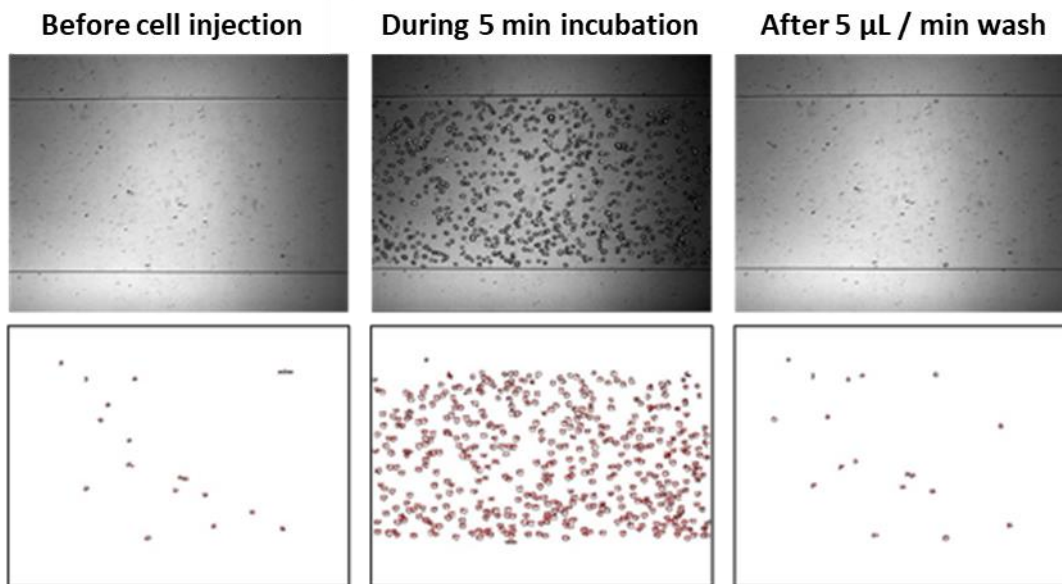 Before cell injection
During 5 min incubation
After 5 µL / min wash